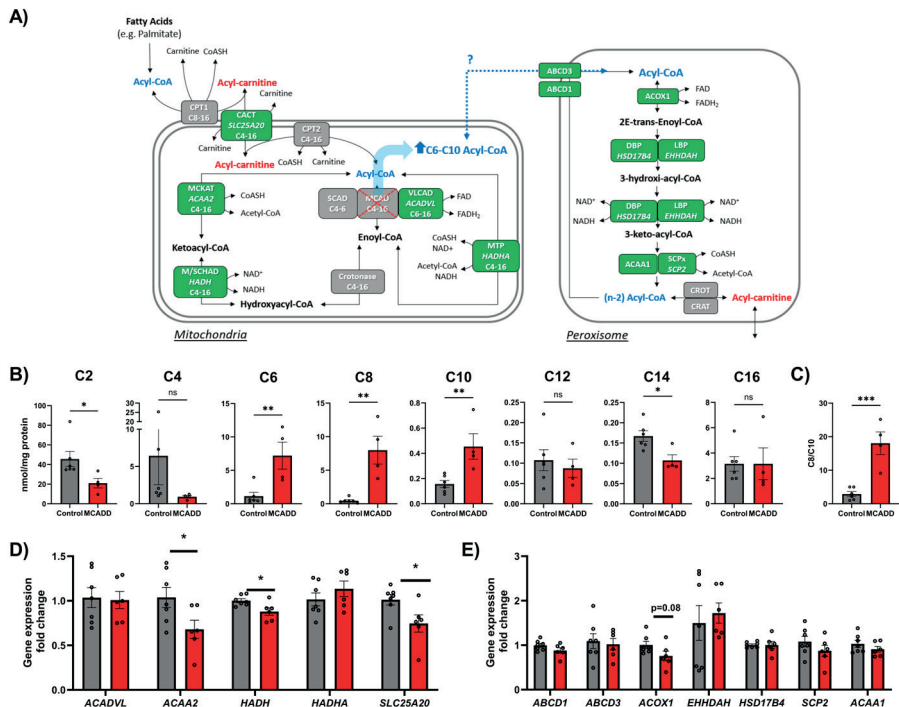 A)
Fatty Acids
(e.g. Palmitate)
Carnitine
CoASH
Acyl-CoA
Acyl-carnitine
Carnitine
CPT1
C8-16
CACT
SLC25A20
C4-16
CPT2
C4-16
Carnitine
Acyl-carnitine
CoASH
Carnitine
C6-C10 Acyl-CoA
?
Acyl-CoA
MCKAT
ACAA2
C4-16
CoASH
Acetyl-CoA
SCAD
C4-6
MCAD
C4-16
VLCAD
ACADVL
C6-16
FAD
FADH2
Ketoacyl-CoA
Enoyl-CoA
CoASH
NAD+
Acetyl-CoA
NADH
MTP
HADHA
C4-16
M/SCHAD
HADH
C4-16
NAD+
NADH
Crotonase
C4-16
Hydroxyacyl-CoA
Mitochondria
ABCD3
ABCD1
Acyl-CoA
ACOX1
FAD
FADH2
2E-trans-Enoyl-CoA
DBP
HSD17B4
LBP
EHHDAH
3-hydroxi-acyl-CoA
NAD+
NADH
DBP
HSD17B4
LBP
EHHDAH
NAD+
NADH
3-keto-acyl-CoA
ACAA1
SCPx
SCP2
CoASH
Acetyl-CoA
(n-2) Acyl-CoA
CROT
CRAT
Acyl-carnitine
Peroxisome
B)
C2
C4
C6
C8
C10
C12
C14
C16
C)
nmol/mg protein
100
80
60
40
20
0
*
Control MCADD
30
25
20
15
10
5
0
ns
Control MCADD
15
10
5
0
**
Control MCADD
15
10
5
0
**
Control MCADD
0.8
0.6
0.4
0.2
0.0
**
Control MCADD
0.25
0.20
0.15
0.10
0.05
0.00
ns
Control MCADD
0.25
0.20
0.15
0.10
0.05
0.00
*
Control MCADD
10
8
6
4
2
0
ns
Control MCADD
C8/C10
30
20
10
0
***
Control MCADD
D)
Gene expression
fold change
1.5
1.0
0.5
0.0
*
*
*
ACADVL
ACAA2
HADH
HADHA
SLC25A20
E)
Gene expression
fold change
3
2
1
0
p=0.08
ABCD1
ABCD3
ACOX1
EHHDAH
HSD17B4
SCP2
ACAA1